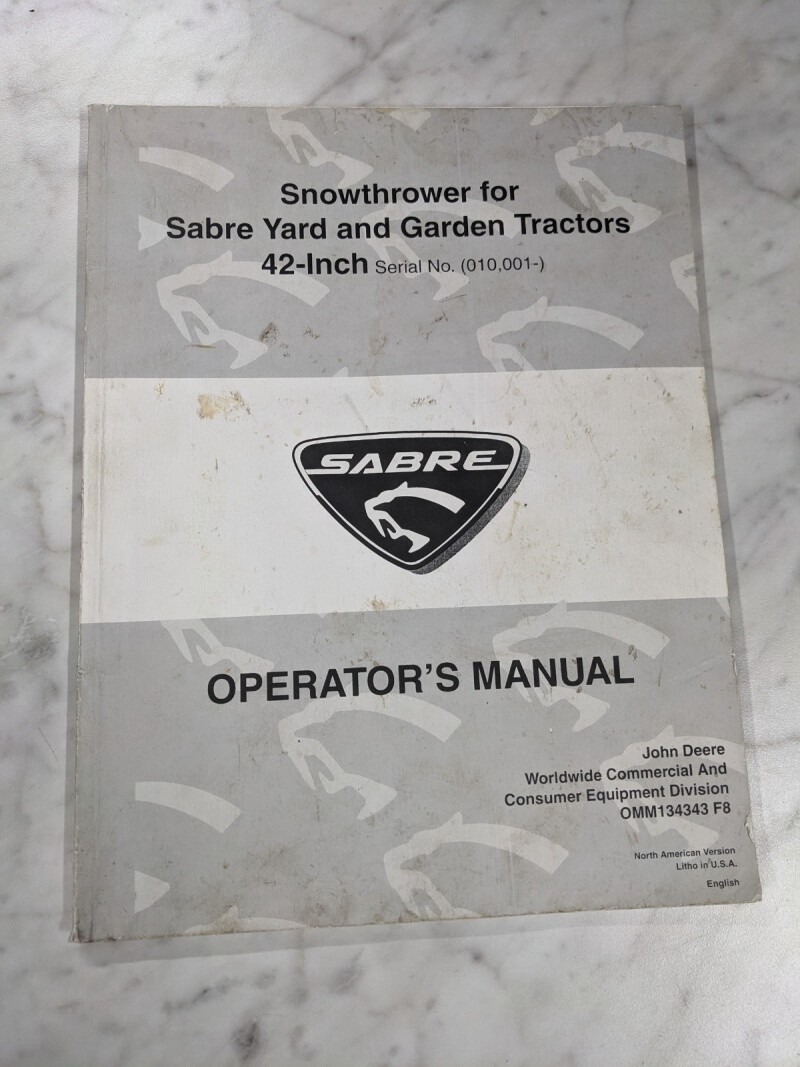 Snowthrower for
Sabre Yard and Garden Tractors
42-Inch Serial No. (010,001-)
SABRE
OPERATOR'S MANUAL
John Deere
Worldwide Commercial And
Consumer Equipment Division
OMM134343 F8
North American Version
Litho in U.S.A.
English